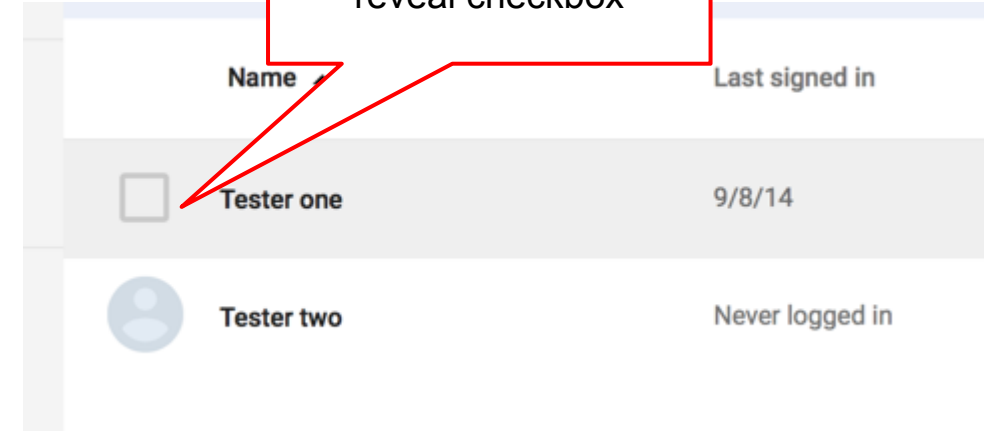 reveal checkbox
Name Last signed in
Tester one 9/8/14
Tester two Never logged in